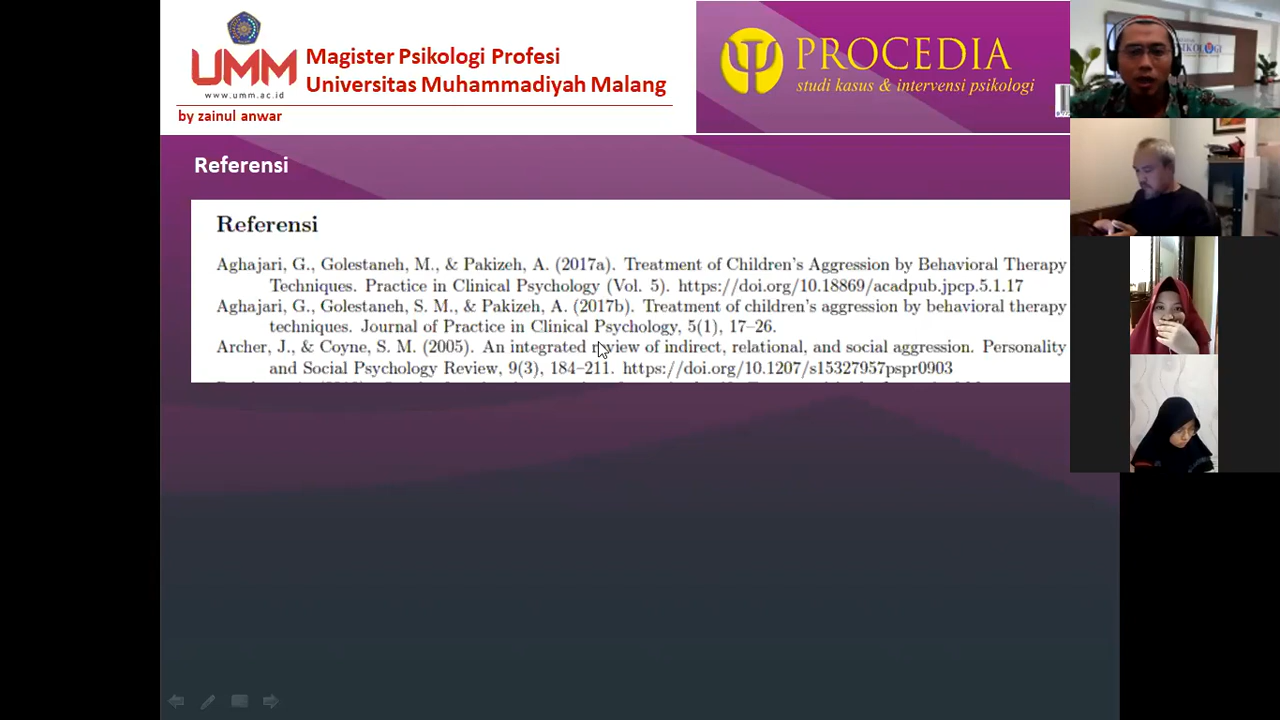 UMM
www.umm.ac.id
Magister Psikologi Profesi
Universitas Muhammadiyah Malang
by zainul anwar
PROCEDIA
studi kasus & intervensi psikologi
Referensi
Referensi
Aghajari, G., Golestaneh, M., & Pakizeh, A. (2017a). Treatment of Children's Aggression by Behavioral Therapy
Techniques. Practice in Clinical Psychology (Vol. 5). https://doi.org/10.18869/acadpub.jpcp.5.1.17
Aghajari, G., Golestaneh, S. M., & Pakizeh, A. (2017b). Treatment of children's aggression by behavioral therapy
techniques. Journal of Practice in Clinical Psychology, 5(1), 17–26.
Archer, J., & Coyne, S. M. (2005). An integrated review of indirect, relational, and social aggression. Personality
and Social Psychology Review, 9(3), 184–211. https://doi.org/10.1207/s15327957pspr0903